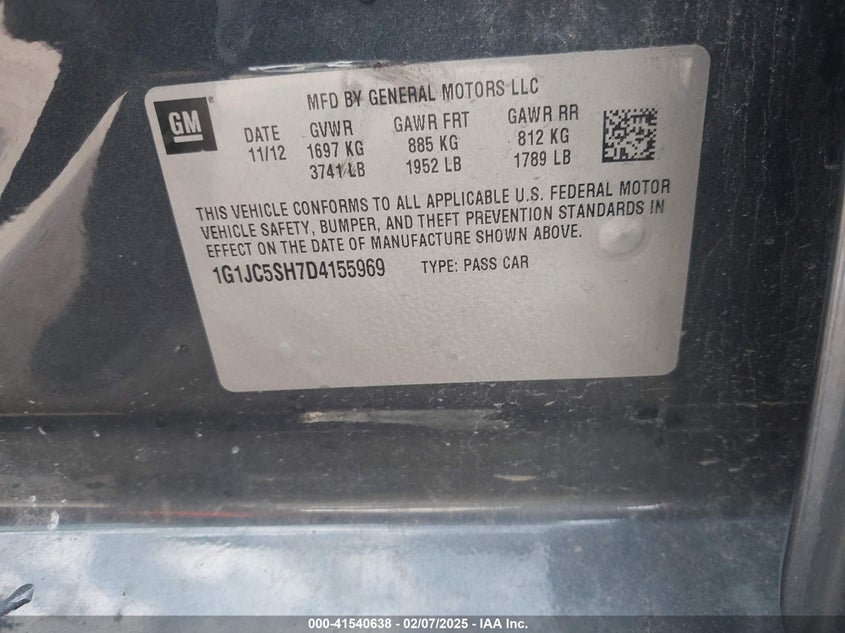 MFD BY GENERAL MOTORS LLC
GM®
DATE GVWR GAWR FRT GAWR RR
11/12 1697 KG 885 KG 812 KG
3741 LB 1952 LB 1789 LB
THIS VEHICLE CONFORMS TO ALL APPLICABLE U.S. FEDERAL MOTOR
VEHICLE SAFETY, BUMPER, AND THEFT PREVENTION STANDARDS IN
EFFECT ON THE DATE OF MANUFACTURE SHOWN ABOVE.
1G1JC5SH7D4155969 TYPE: PASS CAR
000-41540638 - 02/07/2025 - IAA Inc.